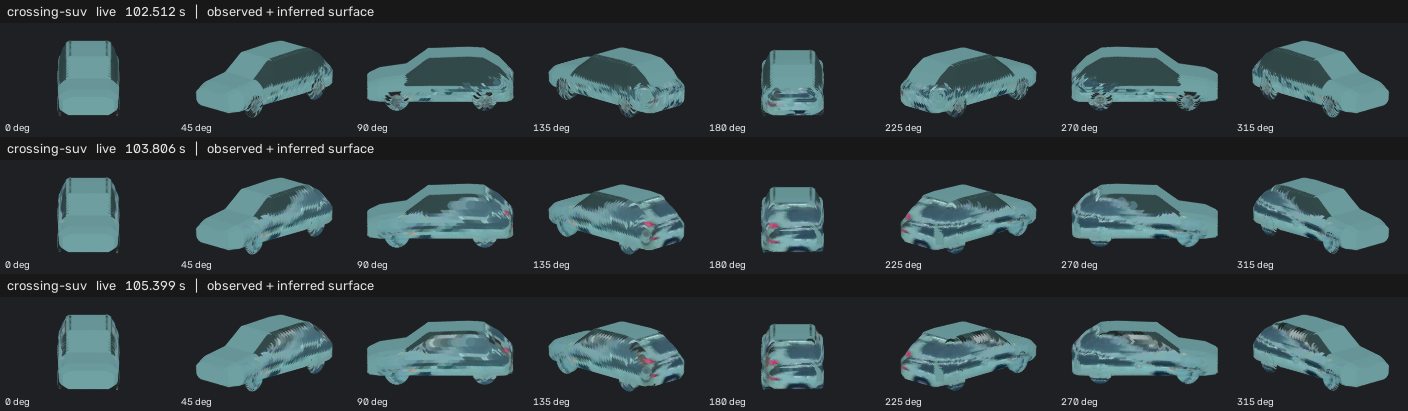 crossing-suv live 102.512 s | observed + inferred surface
0 deg 45 deg 90 deg 135 deg 180 deg 225 deg 270 deg 315 deg
crossing-suv live 103.806 s | observed + inferred surface
0 deg 45 deg 90 deg 135 deg 180 deg 225 deg 270 deg 315 deg
crossing-suv live 105.399 s | observed + inferred surface
0 deg 45 deg 90 deg 135 deg 180 deg 225 deg 270 deg 315 deg